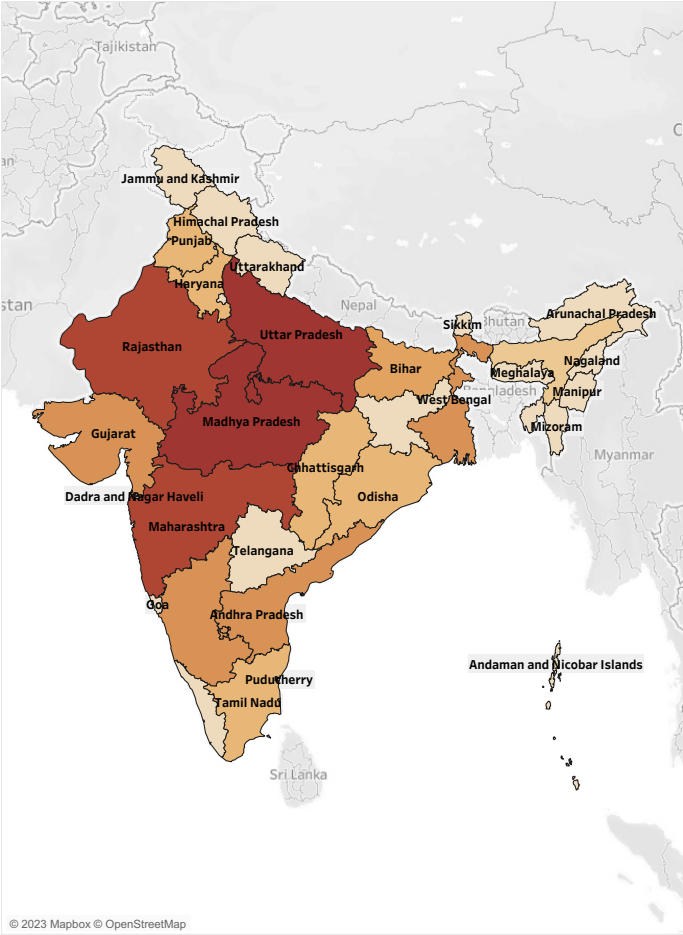 Tajikistan
C
an
Jammu and Kashmir
Himachal Pradesh
Punjab
Uttarakhand
Haryana
stan
Nepal
Arunachal Pradesh
Sikkim
Bhutan
Uttar Pradesh
Rajasthan
Nagaland
Bihar
Meghalaya
Bangladesh
Manipur
West Bengal
Madhya Pradesh
Mizoram
Gujarat
Myanmar
Chhattisgarh
Dadra and Nagar Haveli
Odisha
Maharashtra
Telangana
Goa
Andhra Pradesh
Andaman and Nicobar Islands
Puducherry
Tamil Nadu
Sri Lanka
© 2023 Mapbox © OpenStreetMap